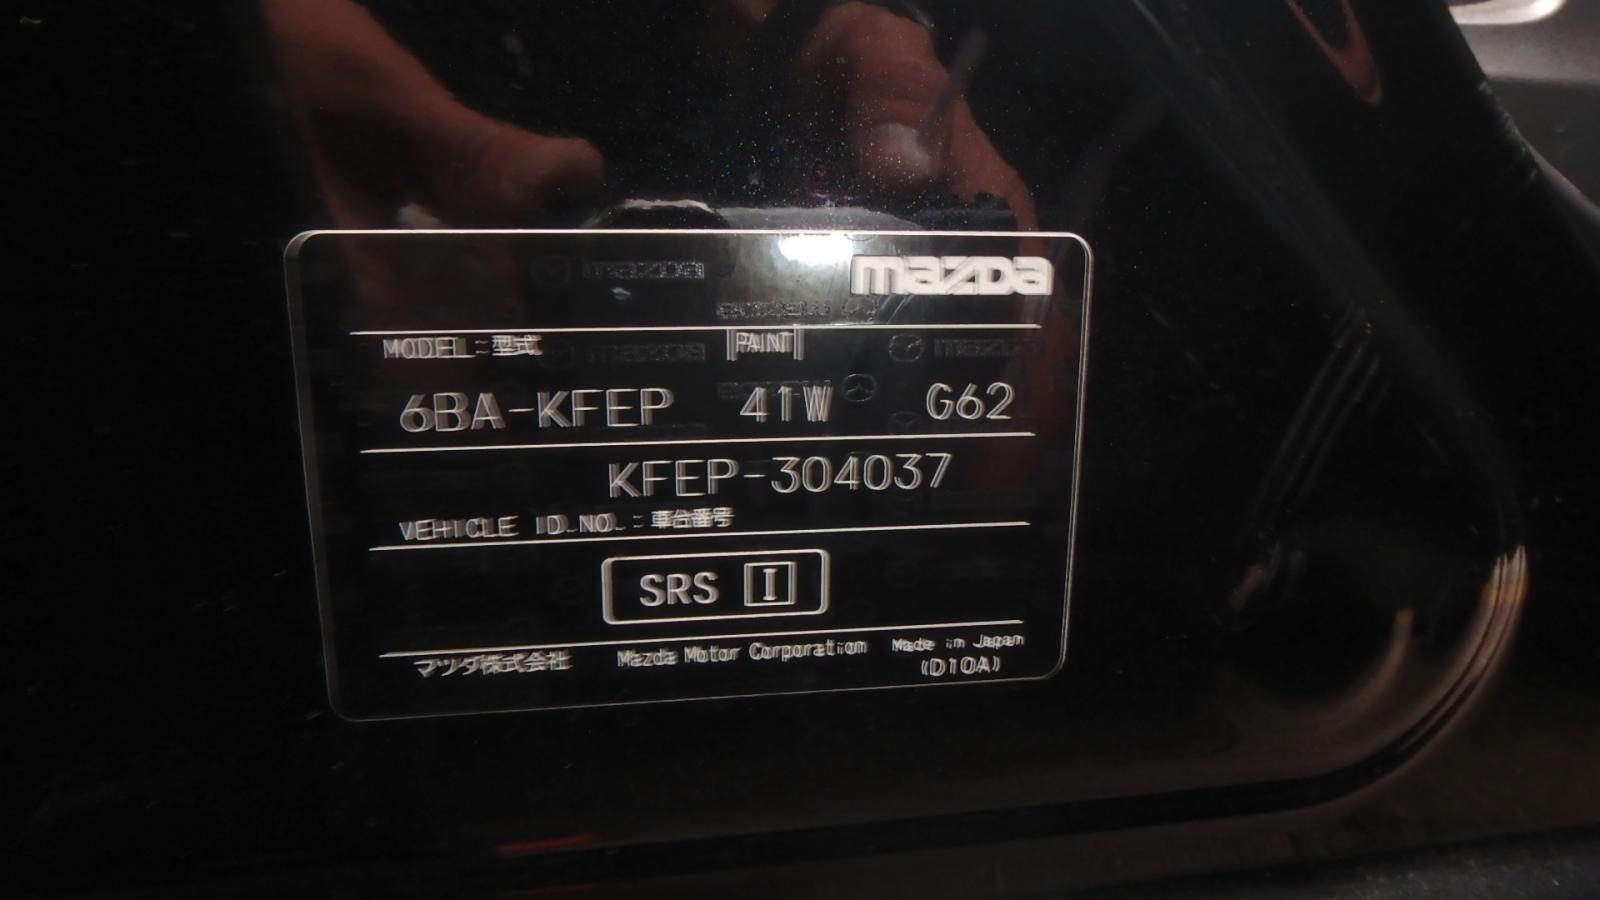 mazda
MODEL:型式 PAINT
6BA-KFEP 41W G62
KFEP-304037
VEHICLE ID.NO.:車台番号
SRS I
マツダ株式会社 Mazda Motor Corporation Made in Japan
(D10A)